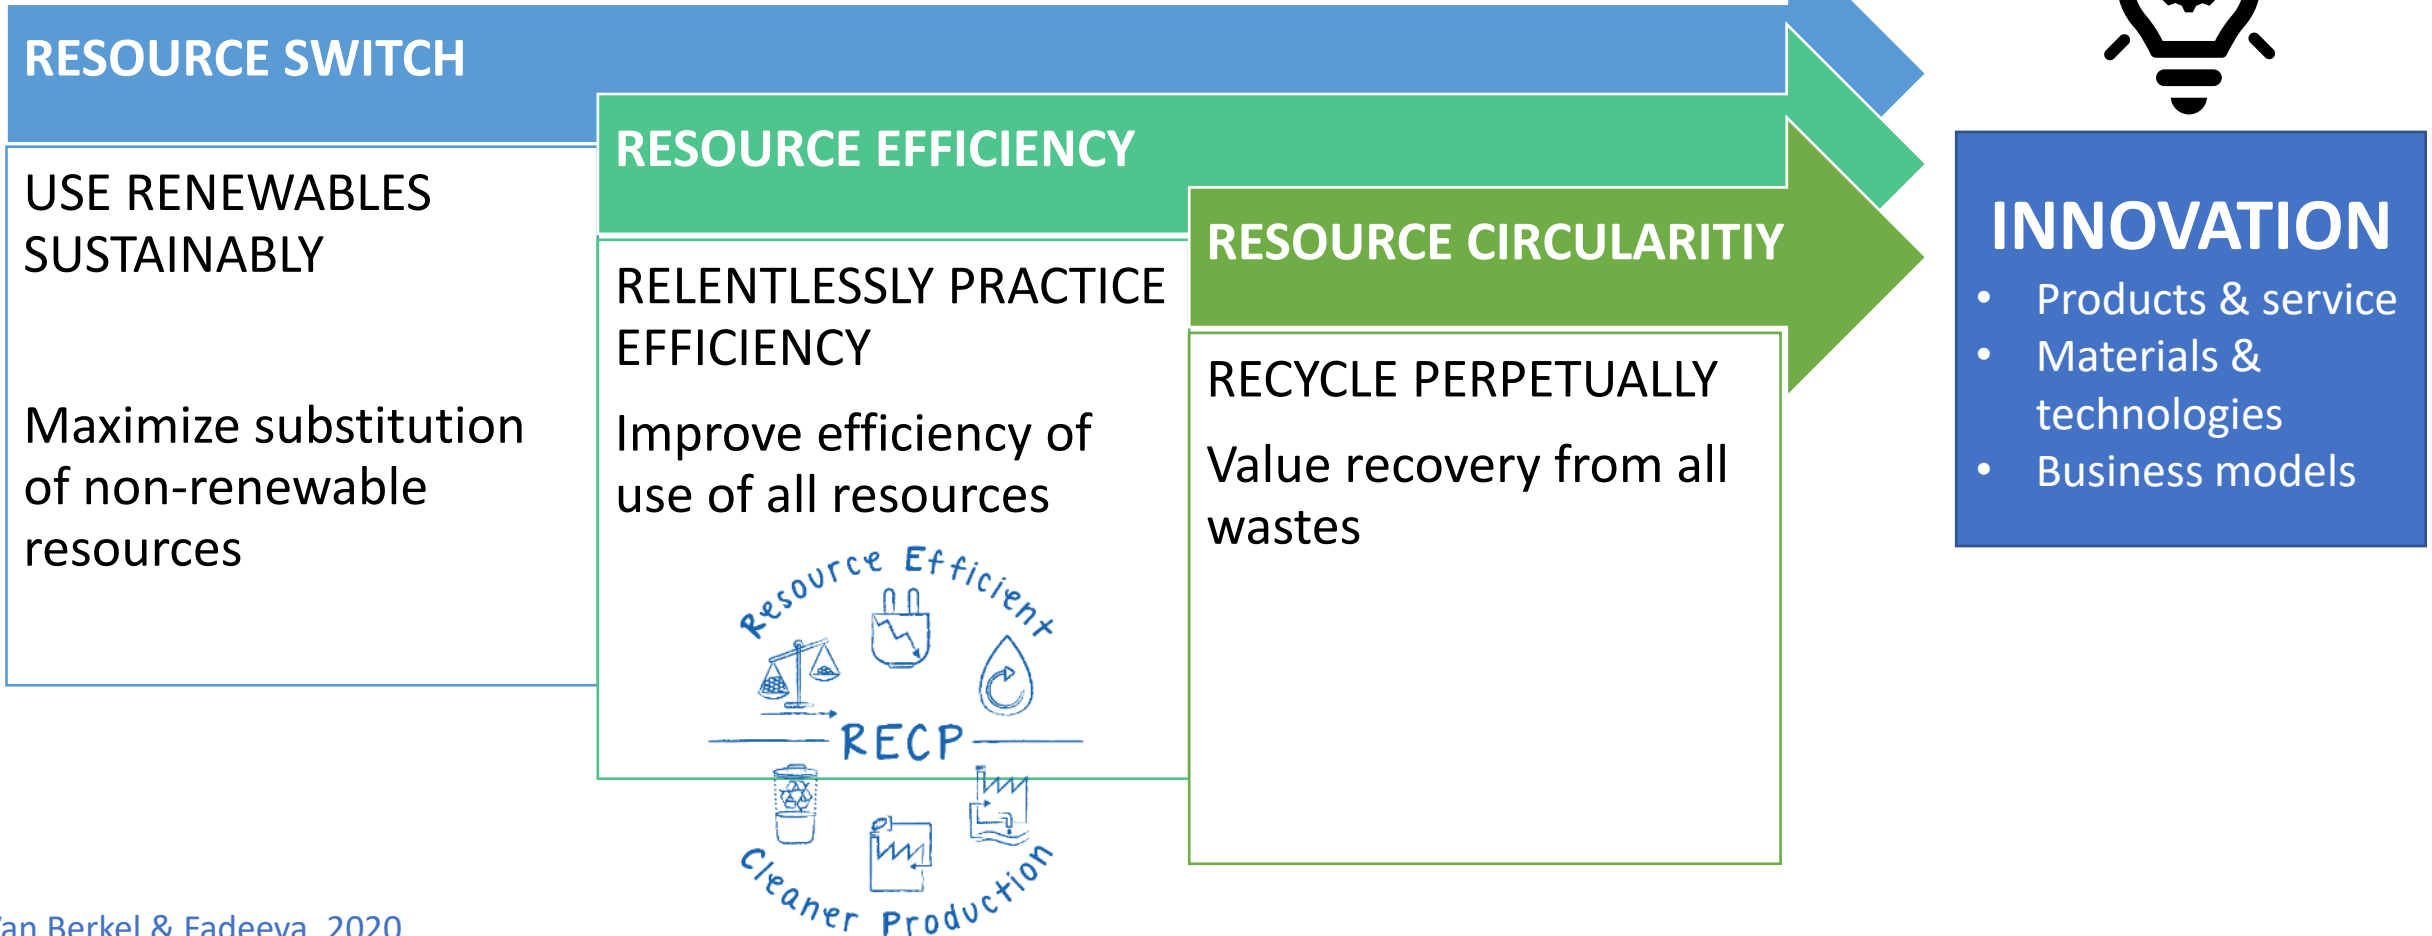 RESOURCE SWITCH
USE RENEWABLES
SUSTAINABLY
Maximize substitution
of non-renewable
resources
RESOURCE EFFICIENCY
RELENTLESSLY PRACTICE
EFFICIENCY
Improve efficiency of
use of all resources
Resource Efficient
RECP
Cleaner Production
RESOURCE CIRCULARITIY
RECYCLE PERPETUALLY
Value recovery from all
wastes
INNOVATION
• Products & service
• Materials &
technologies
• Business models
Van Berkel & Fadeeva, 2020